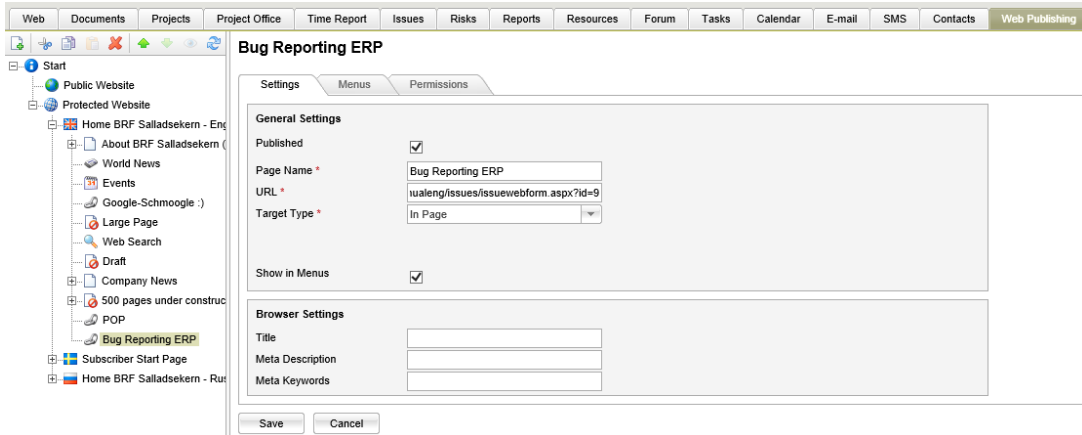 Web Documents Projects Project Office Time Report Issues Risks Reports Resources Forum Tasks Calendar E-mail SMS Contacts Web Publishing
Start
Public Website
Protected Website
Home BRF Salladsekern - Eng
About BRF Salladsekern (
World News
31 Events
Google-Schmoogle :)
Large Page
Web Search
Draft
Company News
500 pages under construc
POP
Bug Reporting ERP
Subscriber Start Page
Home BRF Salladsekern - Rus
Bug Reporting ERP
Settings Menus Permissions
General Settings
Published
Page Name * Bug Reporting ERP
URL * ualeng/issues/issuewebform.aspx?id=9
Target Type * In Page
Show in Menus
Browser Settings
Title
Meta Description
Meta Keywords
Save Cancel